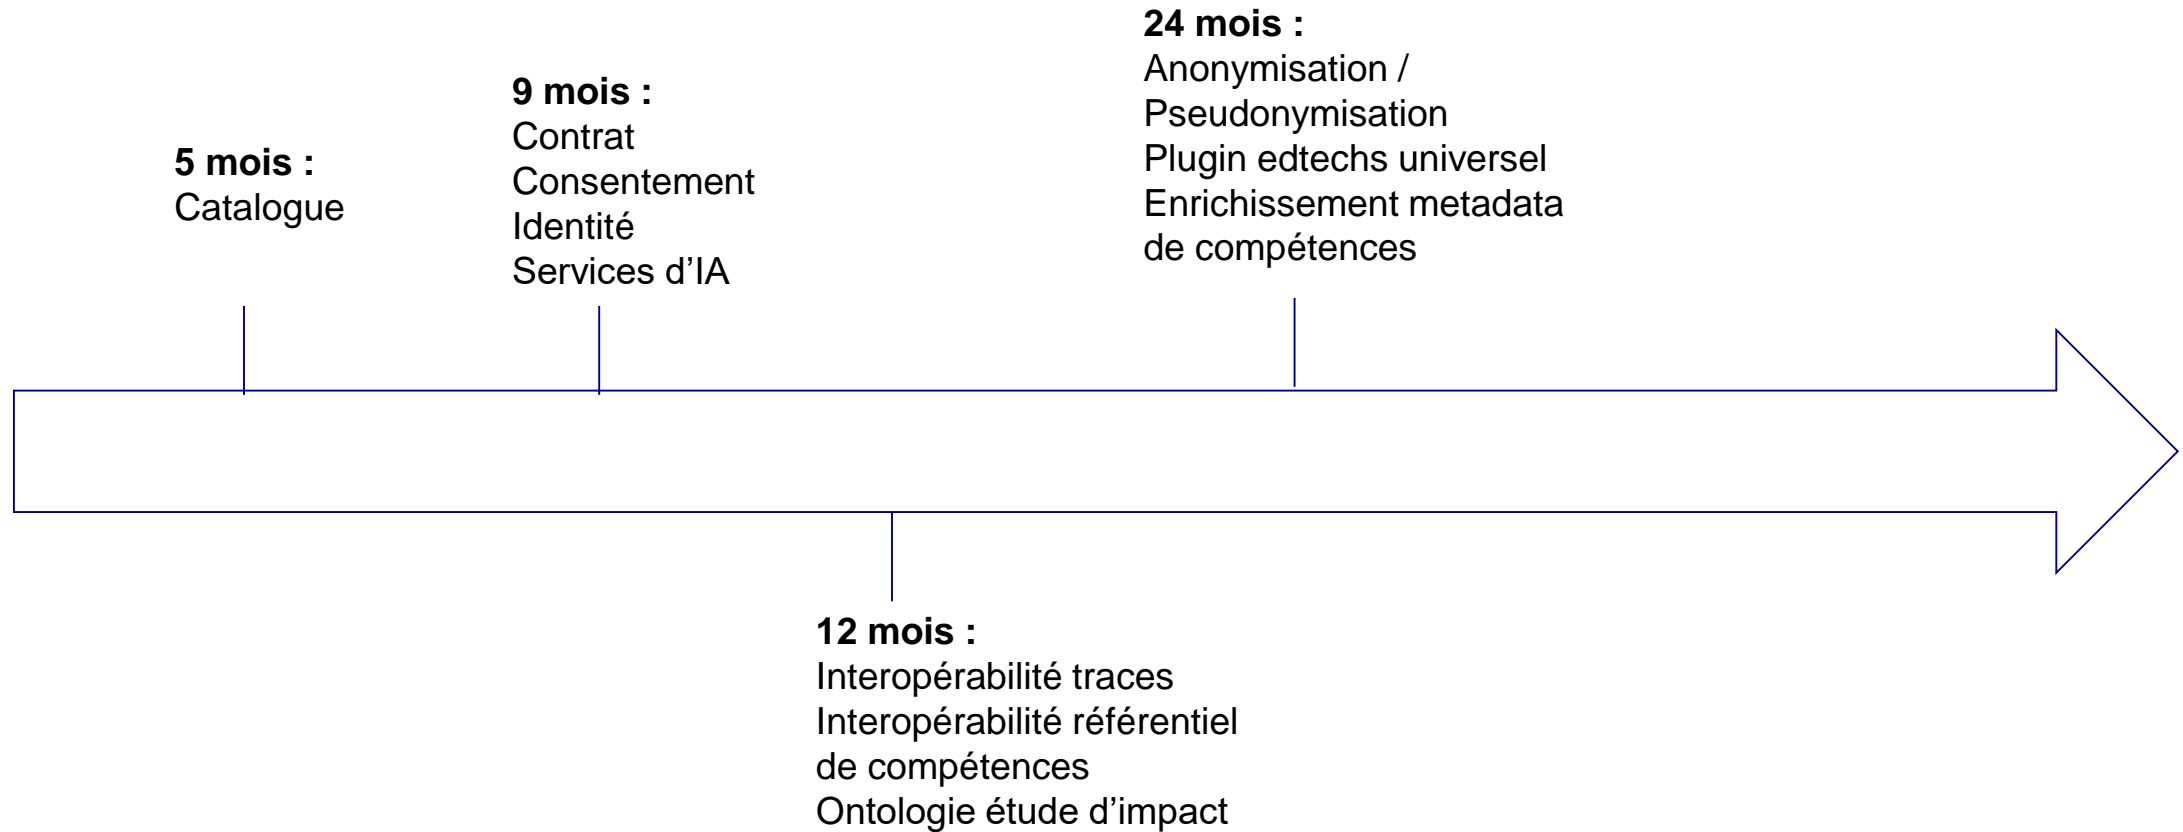 5 mois :
Catalogue
9 mois :
Contrat
Consentement
Identité
Services d’IA
12 mois :
Interopérabilité traces
Interopérabilité référentiel
de compétences
Ontologie étude d’impact
24 mois :
Anonymisation /
Pseudonymisation
Plugin edtechs universel
Enrichissement metadata
de compétences